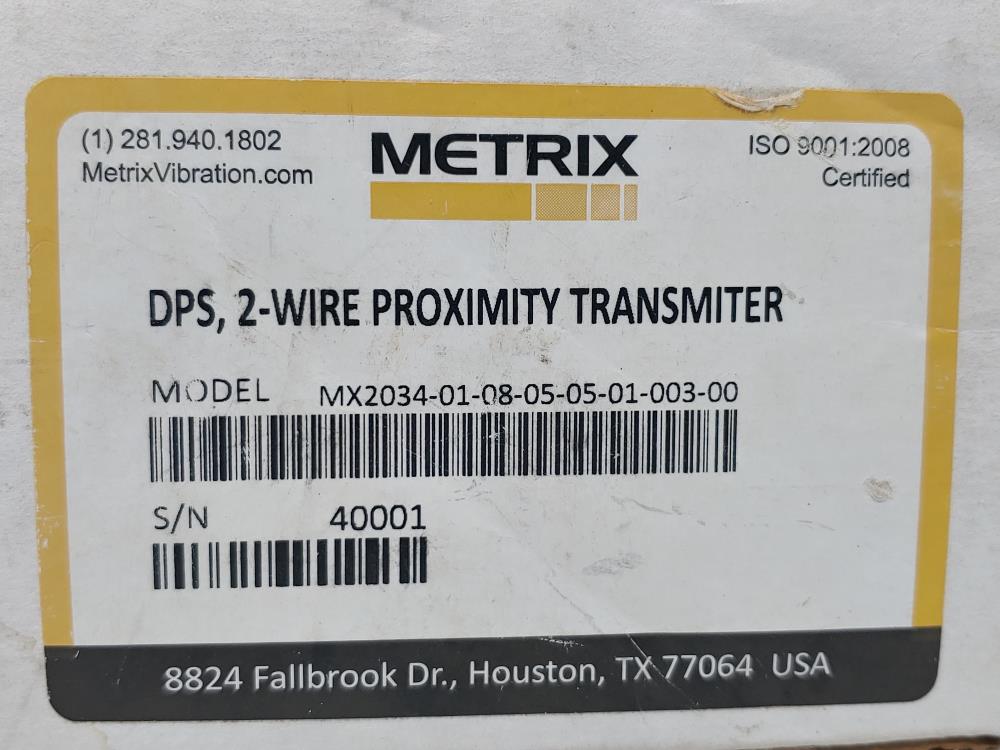 (1) 281.940.1802
MetrixVibration.com
METRIX
ISO 9001:2008
Certified
DPS, 2-WIRE PROXIMITY TRANSMITER
MODEL MX2034-01-08-05-05-01-003-00
S/N 40001
8824 Fallbrook Dr., Houston, TX 77064 USA